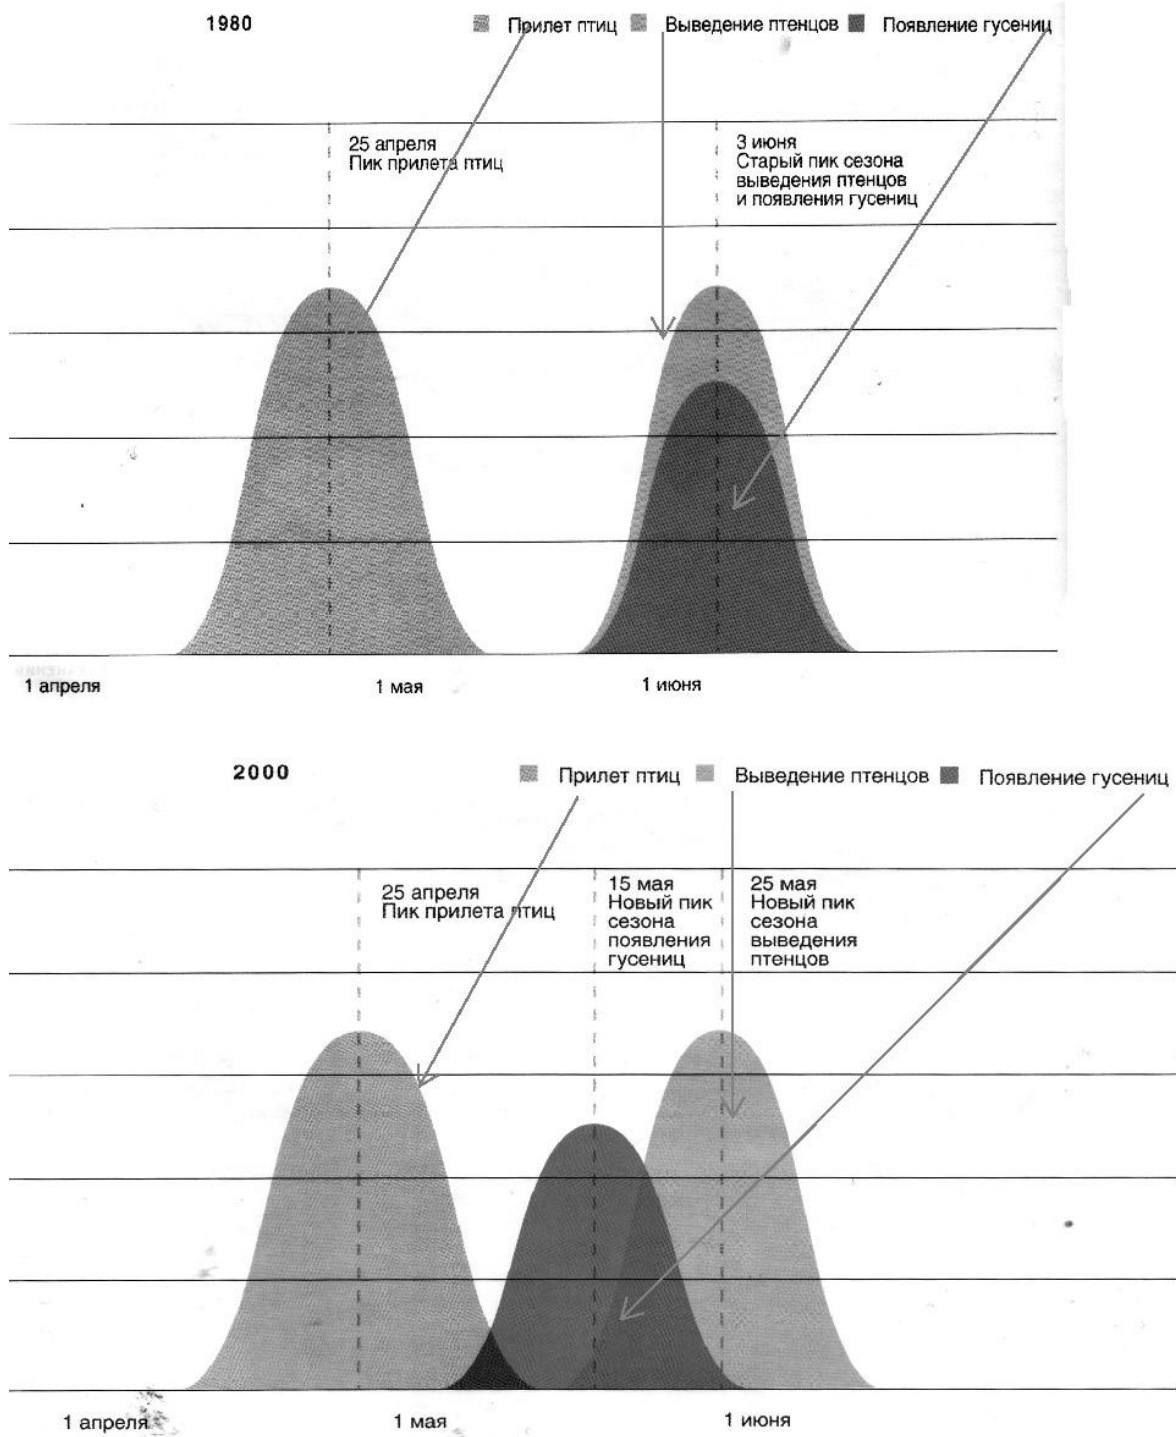 1980
Прилет птиц Выведение птенцов Появление гусениц
25 апреля
Пик прилета птиц
3 июня
Старый пик сезона
выведения птенцов
и появления гусениц
1 апреля 1 мая 1 июня
2000
Прилет птиц Выведение птенцов Появление гусениц
25 апреля
Пик прилета птиц
15 мая
Новый пик
сезона
появления
гусениц
25 мая
Новый пик
сезона
выведения
птенцов
1 апреля 1 мая 1 июня